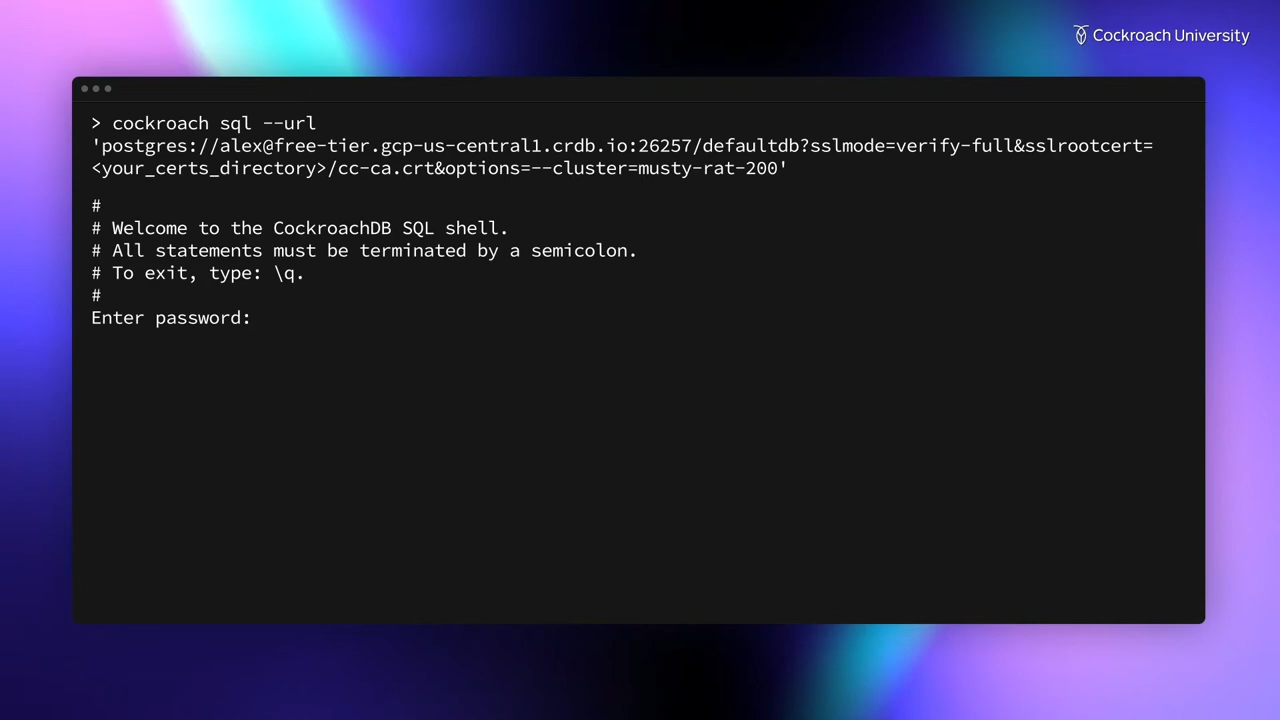 Cockroach University
> cockroach sql --url
'postgres://alex@free-tier.gcp-us-central1.crdb.io:26257/defaultdb?sslmode=verify-full&sslrootcert=
<your_certs_directory>/cc-ca.crt&options=--cluster=musty-rat-200'
#
# Welcome to the CockroachDB SQL shell.
# All statements must be terminated by a semicolon.
# To exit, type: \q.
#
Enter password: